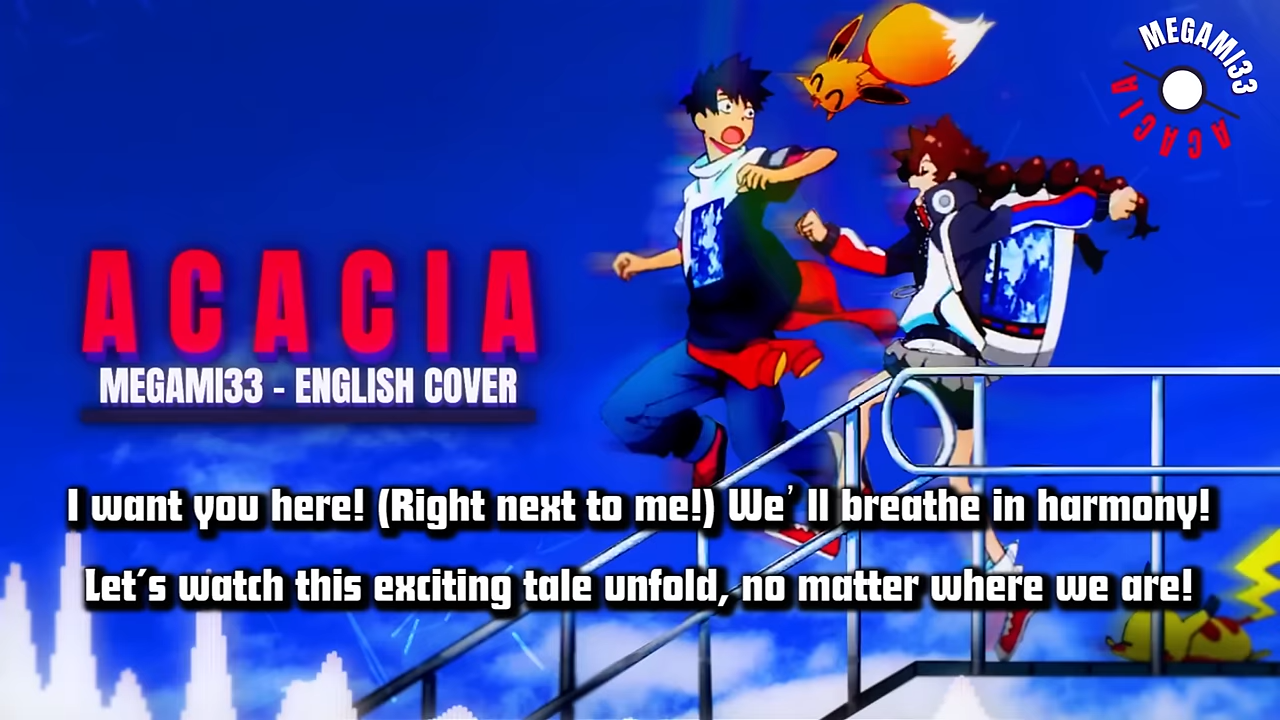 MEGAMI33
ACACIA
ACACIA
MEGAMI33 - ENGLISH COVER
I want you here! (Right next to me!) We'll breathe in harmony!
Let's watch this exciting tale unfold, no matter where we are!